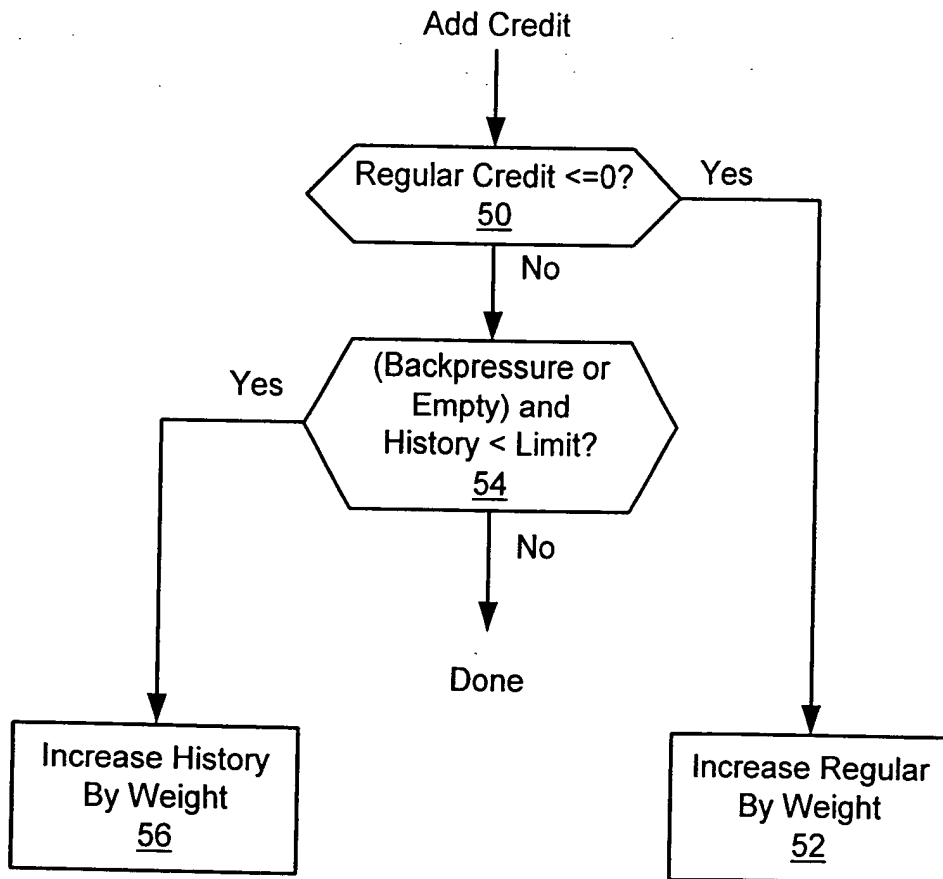 Add Credit
Regular Credit <=0?
50
Yes
No
(Backpressure or
Empty) and
History < Limit?
54
Yes
No
Done
Increase History
By Weight
56
Increase Regular
By Weight
52